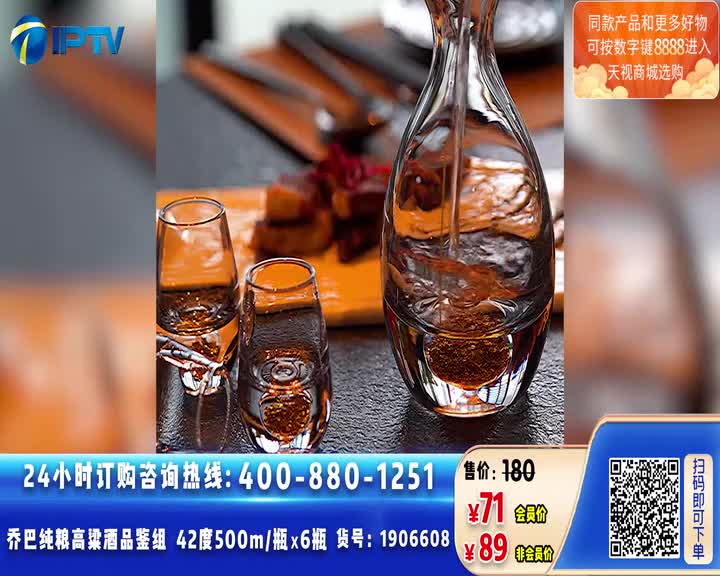 IPTV
同款产品和更多好物
可按数字键8888进入
天视商城选购
24小时订购咨询热线:400-880-1251
乔巴纯粮高粱酒品鉴组 42度500m/瓶x6瓶 货号:1906608
售价:180
¥71 会员价
¥89 非会员价
扫码即可下单